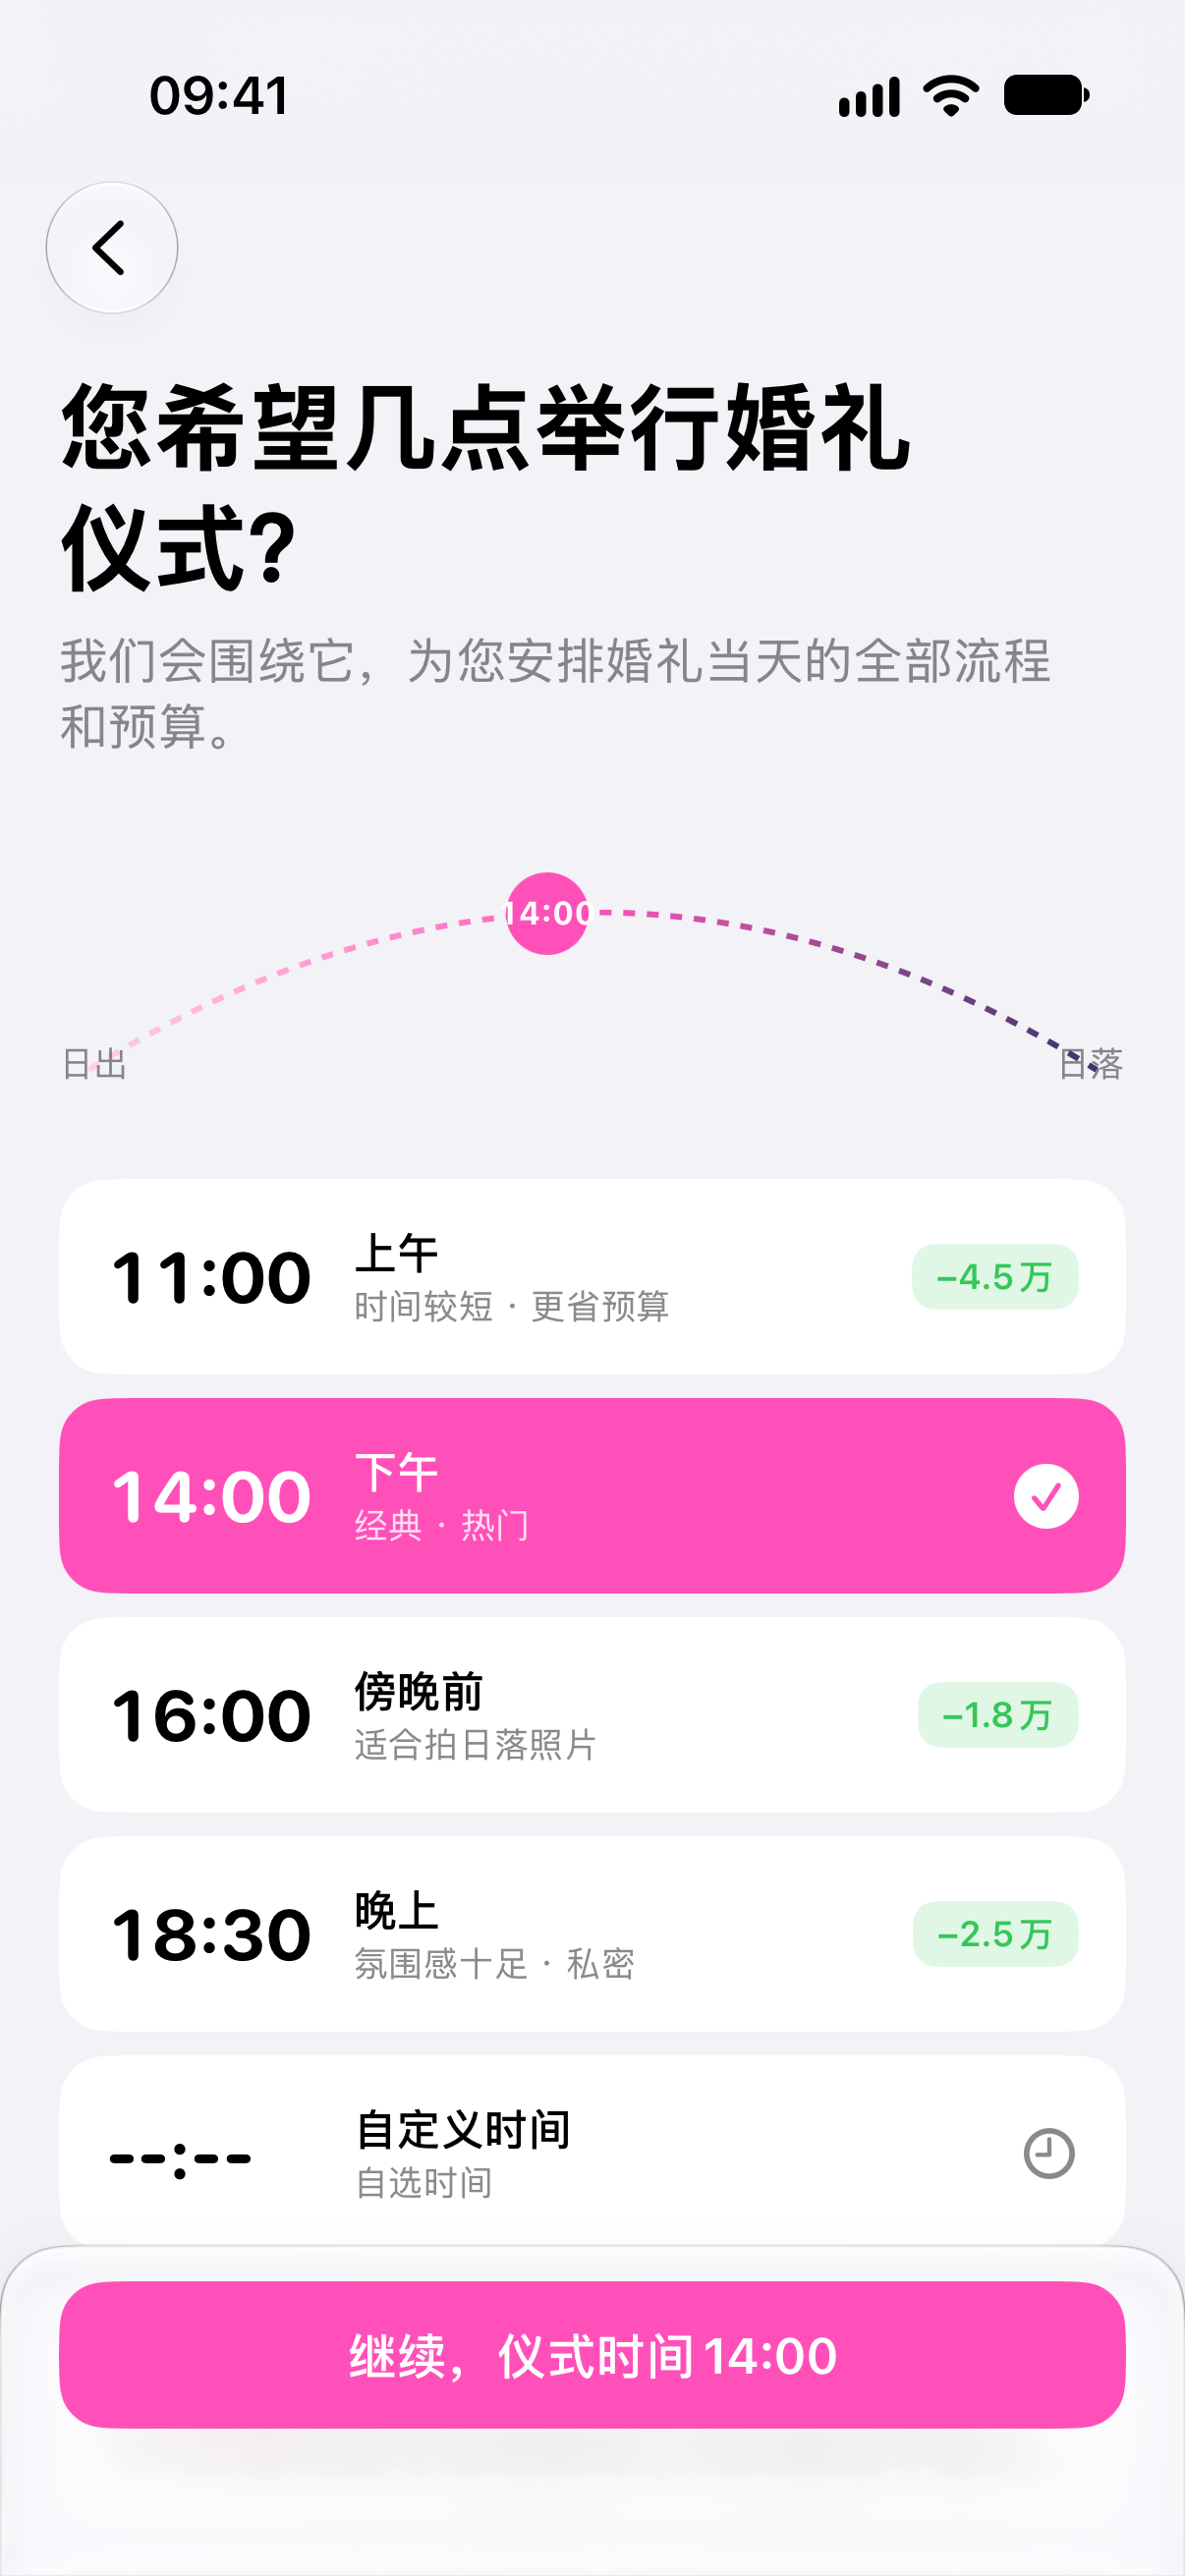 09:41
您希望几点举行婚礼
仪式?
我们会围绕它，为您安排婚礼当天的全部流程
和预算。
14:00
日出
日落
11:00
上午
时间较短 · 更省预算
−4.5 万
14:00
下午
经典 · 热门
16:00
傍晚前
适合拍日落照片
−1.8 万
18:30
晚上
氛围感十足 · 私密
−2.5 万
--:--
自定义时间
自选时间
继续，仪式时间 14:00